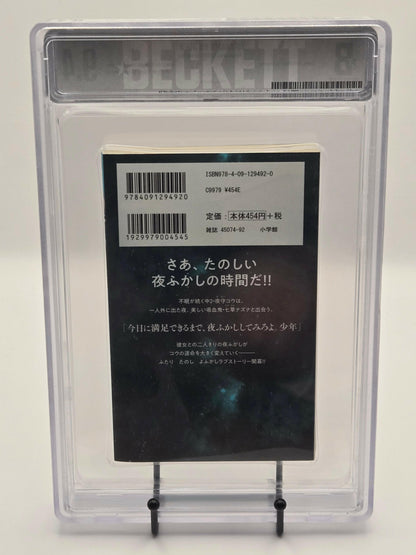 BECKETT
ISBN978-4-09-129492-0
C9979 ¥454E
9784091294920
定価：本体454円+税
雑誌 45074-92 小学館
1929979004545
さあ、たのしい
夜ふかしの時間だ!!
不眠が続く中2・夜守コウは、
一人外に出た夜、美しい吸血鬼・七草ナズナと出会う。
「今日に満足できるまで、夜ふかししてみろよ 少年」
彼女との二人きりの夜ふかしが
コウの運命を大きく変えていく――
ふたり たのし よふかしラブストーリー開幕!!